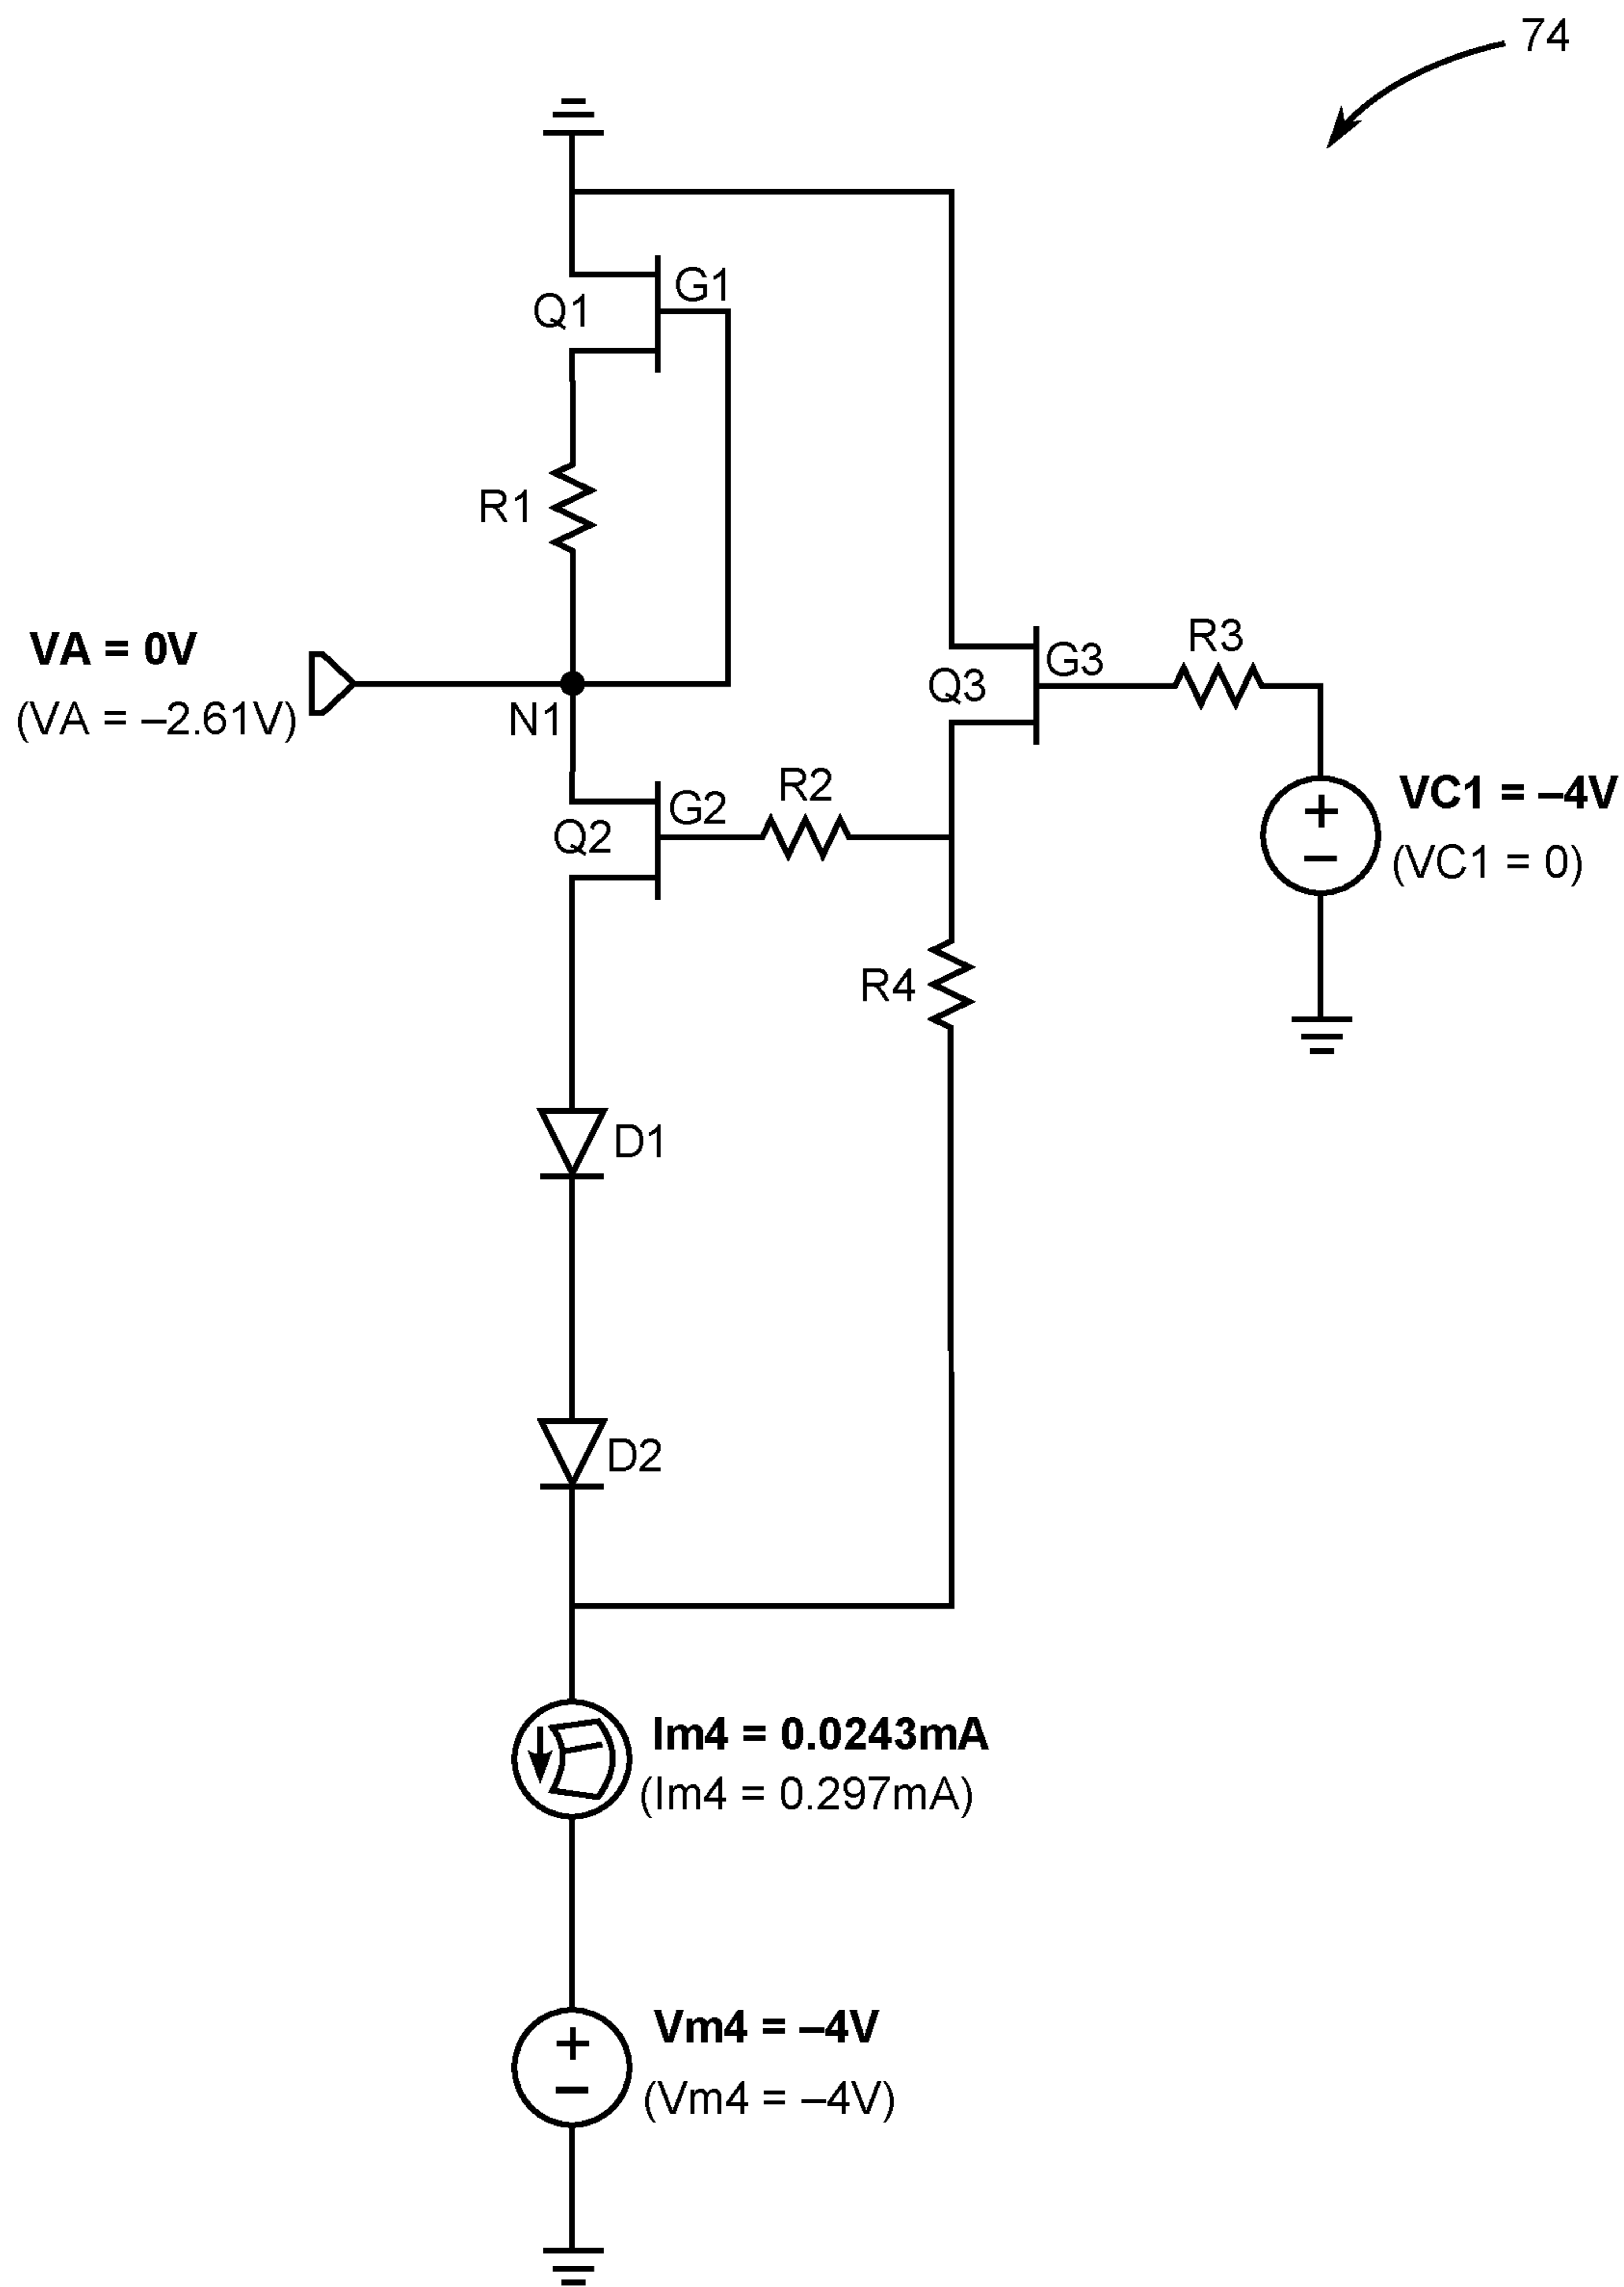 74
G1
Q1
R1
VA = 0V
(VA = –2.61V)
N1
R3
G3
Q3
R2
G2
Q2
VC1 = –4V
(VC1 = 0)
+
–
R4
D1
D2
Im4 = 0.0243mA
(Im4 = 0.297mA)
Vm4 = –4V
(Vm4 = –4V)
+
–